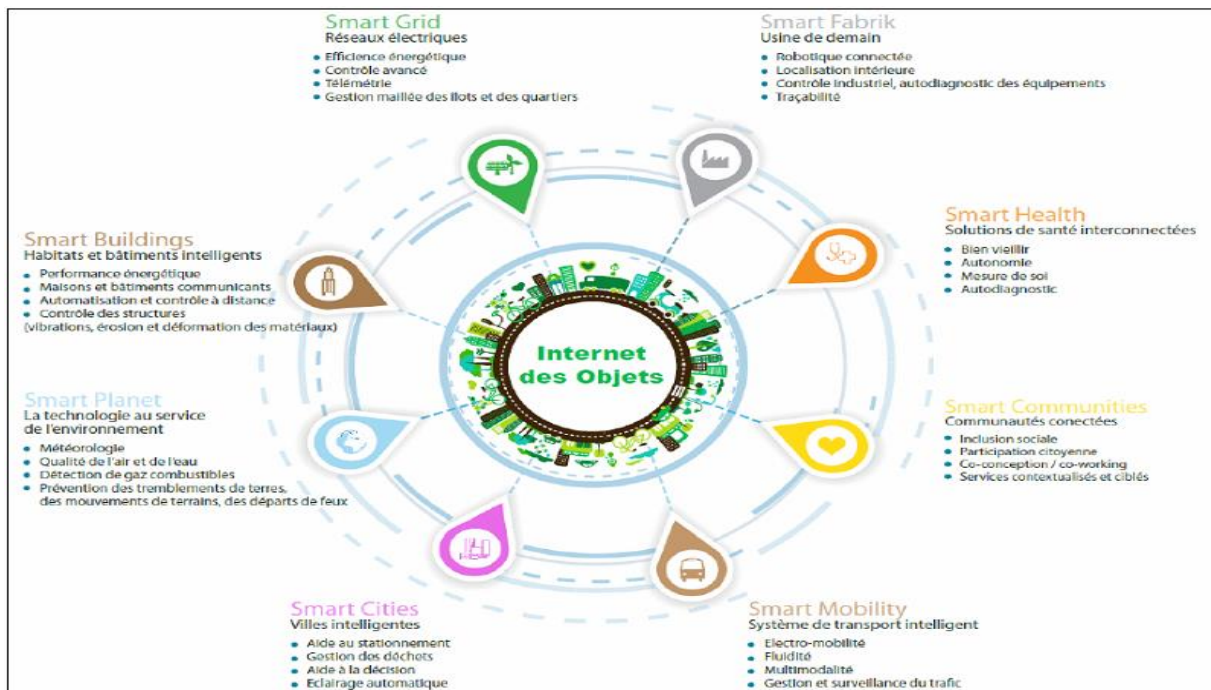 Smart Grid
Réseaux électriques
Efficience énergétique
Contrôle avancé
Télémétrie
Gestion maillée des îlots et des quartiers
Smart Fabrik
Usine de demain
Robotique connectée
Localisation intérieure
Contrôle industriel, autodiagnostic des équipements
Traçabilité
Smart Buildings
Habitats et bâtiments intelligents
Performance énergétique
Maisons et bâtiments communicants
Automatisation et contrôle à distance
Contrôle des structures
(vibrations, érosion et déformation des matériaux)
Smart Health
Solutions de santé interconnectées
Bien vieillir
Autonomie
Mesure de soi
Autodiagnostic
Internet
des Objets
Smart Planet
La technologie au service
de l'environnement
Météorologie
Qualité de l'air et de l'eau
Détection de gaz combustibles
Prévention des tremblements de terres,
des mouvements de terrains, des départs de feux
Smart Communities
Communautés conectées
Inclusion sociale
Participation citoyenne
Co-conception / co-working
Services contextualisés et ciblés
Smart Cities
Villes intelligentes
Aide au stationnement
Gestion des déchets
Aide à la décision
Eclairage automatique
Smart Mobility
Système de transport intelligent
Electro-mobilité
Fluidité
Multimodalité
Gestion et surveillance du trafic